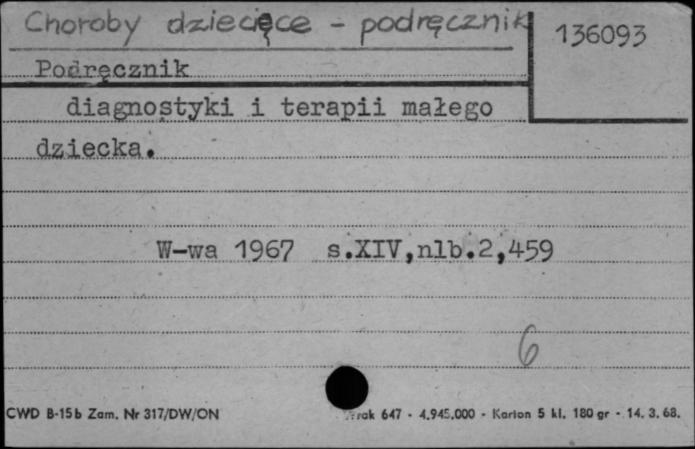 Choroby dziecięce - podręcznik
136093
Podręcznik
diagnostyki i terapii małego
dziecka.
W-wa 1967 s.XIV,nlb.2,459
6
CWD B-15b Zam. Nr 317/DW/ON
647 - 4.945.000 - Karton 5 kl. 180 gr - 14. 3. 68.